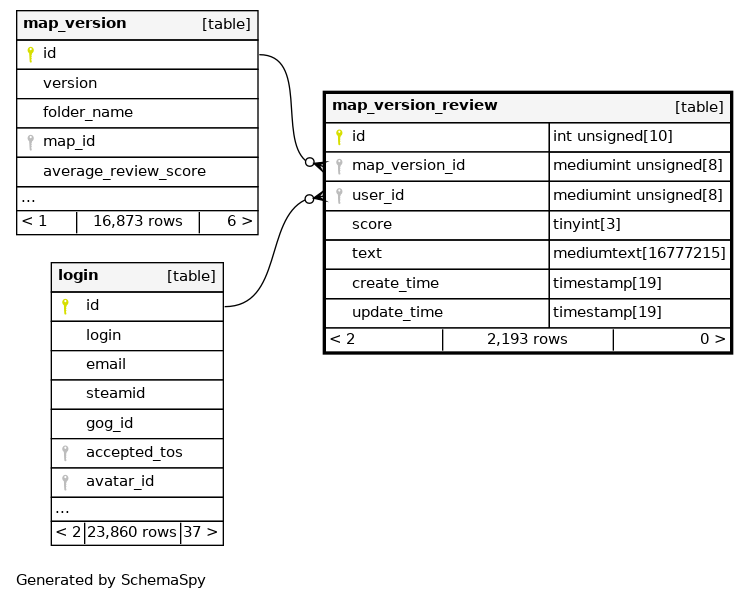 map_version [table]
id
version
folder_name
map_id
average_review_score
...
< 1 16,873 rows 6 >
map_version_review [table]
id int unsigned[10]
map_version_id mediumint unsigned[8]
user_id mediumint unsigned[8]
score tinyint[3]
text mediumtext[16777215]
create_time timestamp[19]
update_time timestamp[19]
< 2 2,193 rows 0 >
login [table]
id
login
email
steamid
gog_id
accepted_tos
avatar_id
...
< 2 23,860 rows 37 >
Generated by SchemaSpy